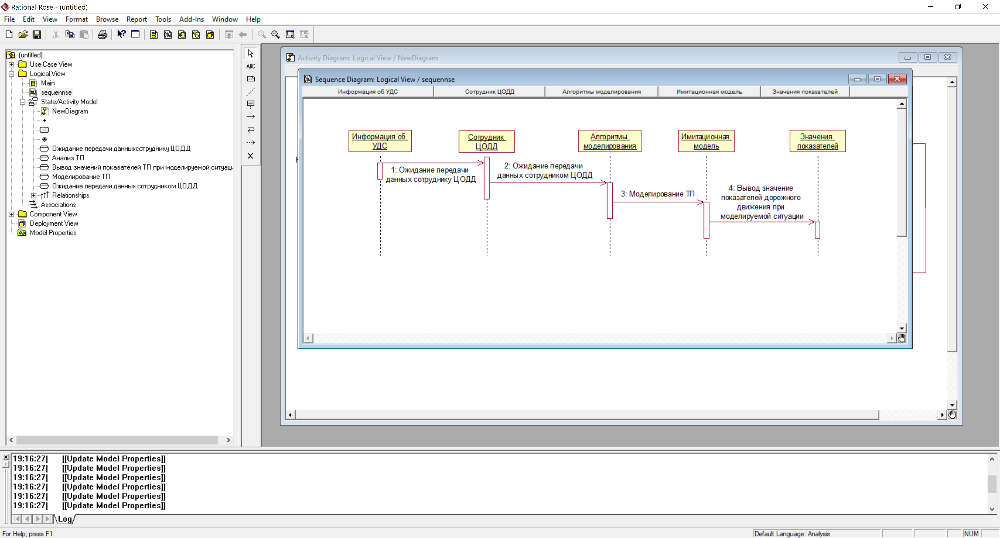 Rational Rose - (untitled)
File Edit View Format Browse Report Tools Add-Ins Window Help
(untitled)
Use Case View
Logical View
Main
sequennse
State/Activity Model
NewDiagram
Ожидание передачи данныхсотруднику ЦОДД
Анализ ТП
Вывод значений показателей ТП при моделируемой ситуаци
Моделирование ТП
Ожидание передачи данных сотрудником ЦОДД
Relationships
Associations
Component View
Deployment View
Model Properties
ABC
Activity Diagram: Logical View / NewDiagram
Sequence Diagram: Logical View / sequennse
Информация об УДС Сотрудник ЦОДД Алгоритмы моделирования Имитационная модель Значения показателей
Информация об
УДС
Сотрудник
ЦОДД
Алгоритмы
моделирования
Имитационная
модель
Значения
показателей
1: Ожидание передачи
данных сотруднику ЦОДД
2: Ожидание передачи
данных сотрудником ЦОДД
3: Моделирование ТП
4: Вывод значение
показателей дорожного
движения при
моделируемой ситуации
19:16:27| [[Update Model Properties]]
19:16:27| [[Update Model Properties]]
19:16:27| [[Update Model Properties]]
19:16:27| [[Update Model Properties]]
19:16:27| [[Update Model Properties]]
19:16:27| [[Update Model Properties]]
Log
For Help, press F1
Default Language: Analysis
NUM